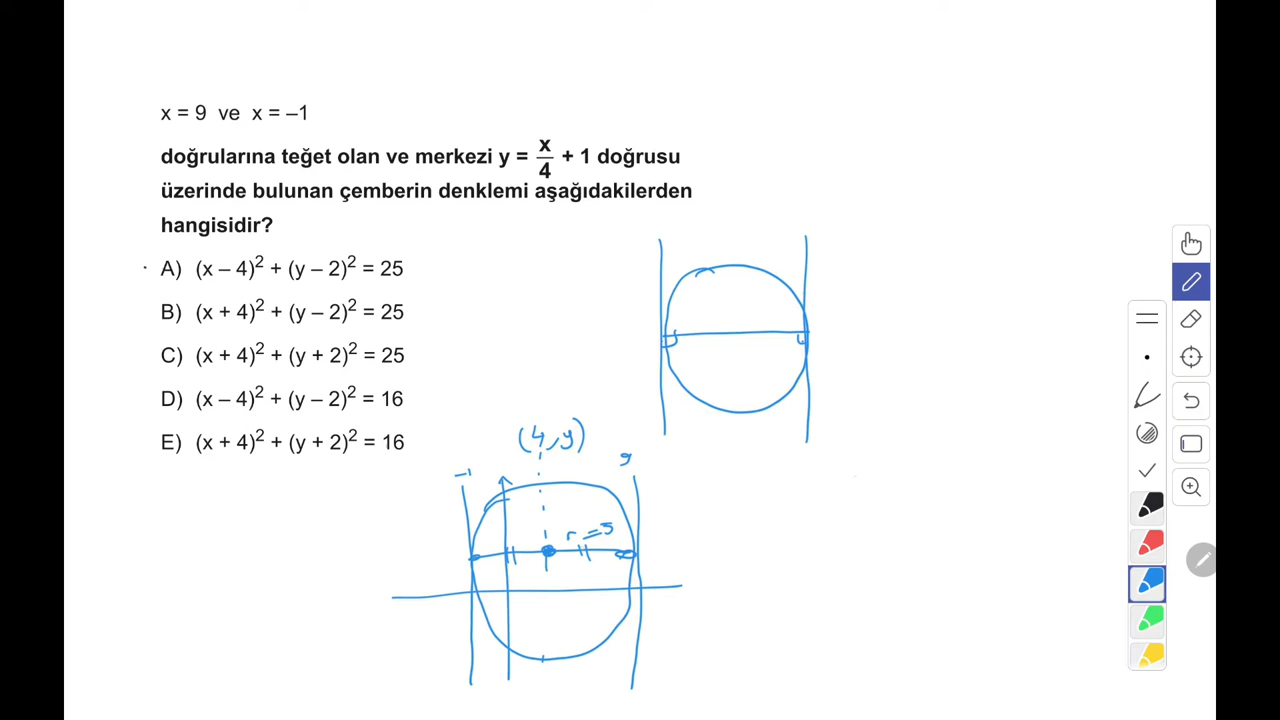 x = 9 ve x = –1
doğrularına teğet olan ve merkezi y = x/4 + 1 doğrusu
üzerinde bulunan çemberin denklemi aşağıdakilerden
hangisidir?
A) (x – 4)² + (y – 2)² = 25
B) (x + 4)² + (y – 2)² = 25
C) (x + 4)² + (y + 2)² = 25
D) (x – 4)² + (y – 2)² = 16
E) (x + 4)² + (y + 2)² = 16
(4, y)
–1
9
r = 5